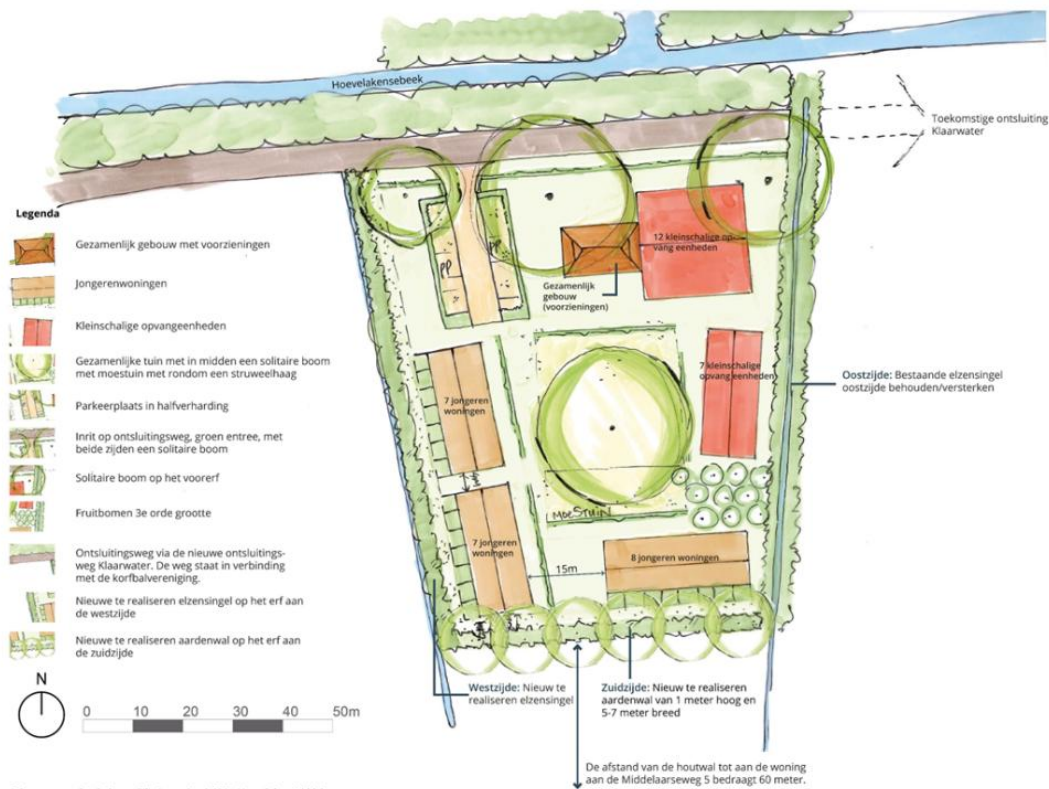 Hoevelakensebeek
Toekomstige ontsluiting
Klaarwater
Legenda
Gezamenlijk gebouw met voorzieningen
Jongerenwoningen
Kleinschalige opvangeenheden
Gezamenlijke tuin met in midden een solitaire boom
met moestuin met rondom een struweelhaag
Parkeerplaats in halfverharding
Inrit op ontsluitingsweg, groen entree, met
beide zijden een solitaire boom
Solitaire boom op het voorerf
Fruitbomen 3e orde grootte
Ontsluitingsweg via de nieuwe ontsluitings-
weg Klaarwater. De weg staat in verbinding
met de korfbalvereniging.
Nieuwe te realiseren elzensingel op het erf aan
de westzijde
Nieuwe te realiseren aardenwal op het erf aan
de zuidzijde
N
0 10 20 30 40 50m
PP
PP
12 kleinschalige op-
vang eenheden
Gezamenlijk
gebouw
(voorzieningen)
7 jongeren
woningen
7 kleinschalige
opvang eenheden
Oostzijde: Bestaande elzensingel
oostzijde behouden/versterken
MOESTUIN
7 jongeren
woningen
8 jongeren woningen
15m
Westzijde: Nieuw te
realiseren elzensingel
Zuidzijde: Nieuw te realiseren
aardenwal van 1 meter hoog en
5-7 meter breed
De afstand van de houtwal tot aan de woning
aan de Middelaarseweg 5 bedraagt 60 meter.